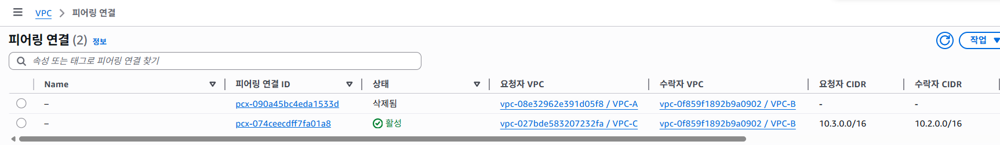 VPC > 피어링 연결
피어링 연결 (2) 정보
작업
속성 또는 태그로 피어링 연결 찾기
Name 피어링 연결 ID 상태 요청자 VPC 수락자 VPC 요청자 CIDR 수락자 CIDR
– pcx-090a45bc4eda1533d 삭제됨 vpc-08e32962e391d05f8 / VPC-A vpc-0f859f1892b9a0902 / VPC-B - -
– pcx-074ceecdff7fa01a8 활성 vpc-027bde583207232fa / VPC-C vpc-0f859f1892b9a0902 / VPC-B 10.3.0.0/16 10.2.0.0/16